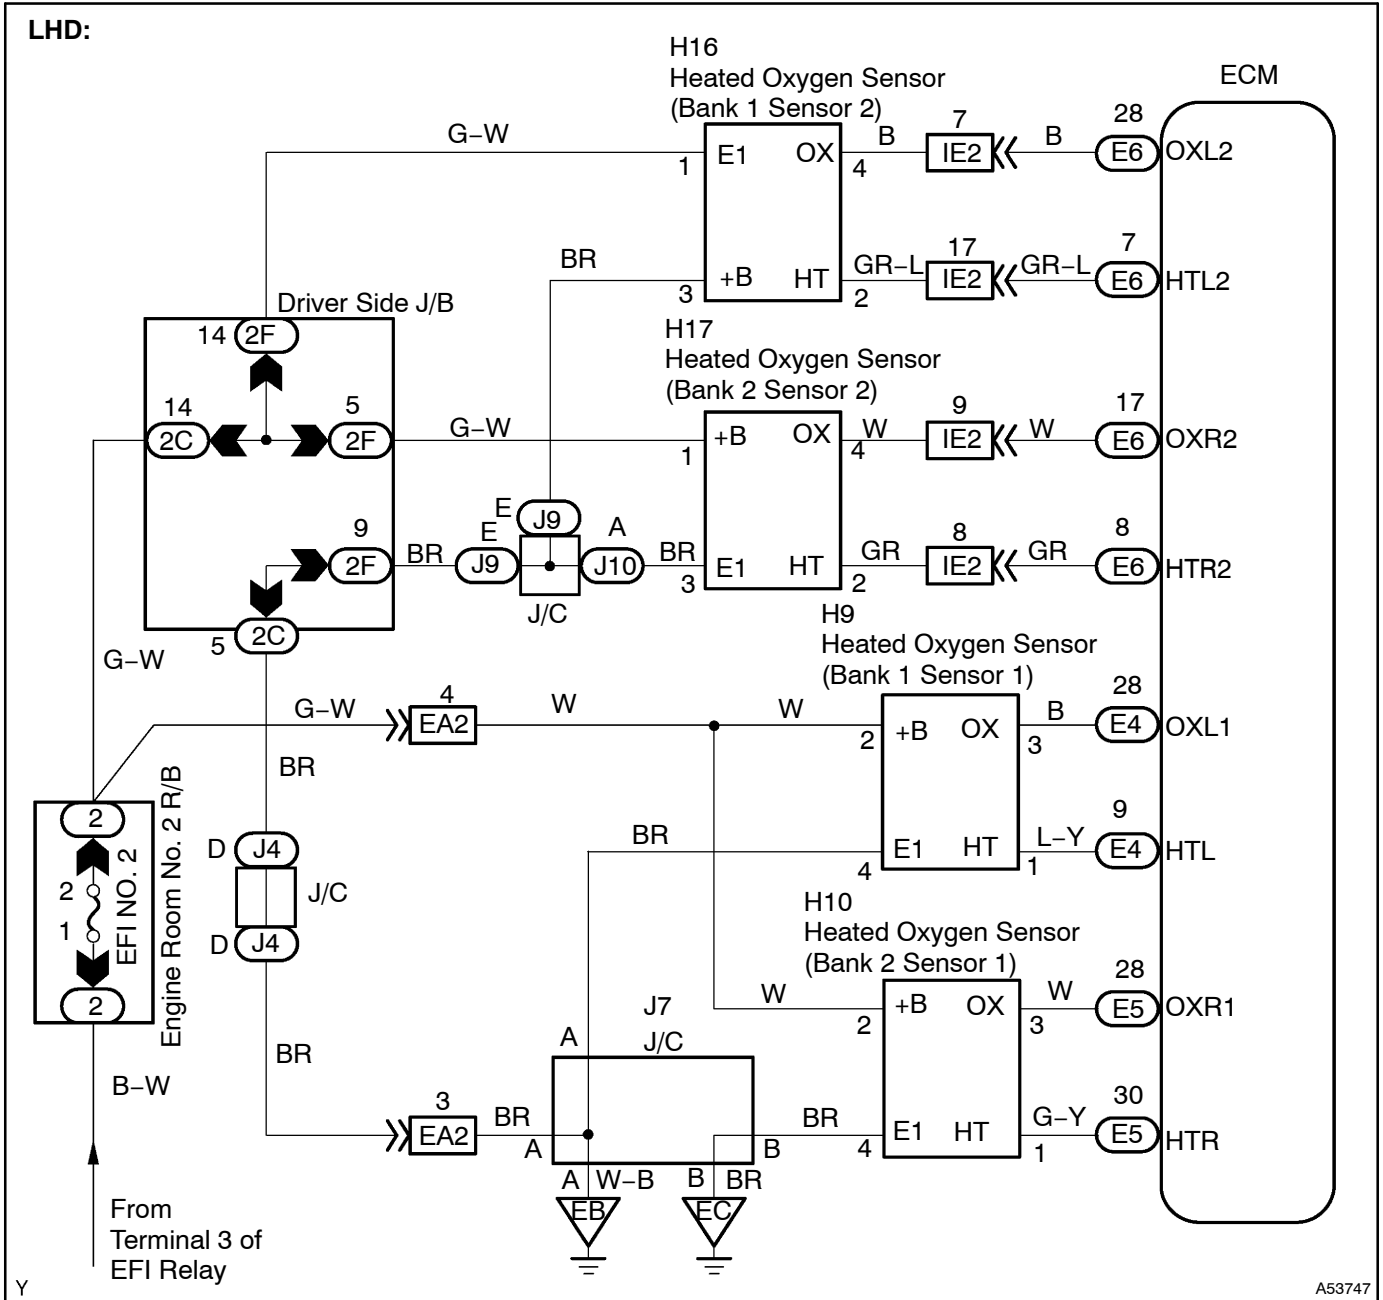 LHD:
H16
Heated Oxygen Sensor
(Bank 1 Sensor 2)
ECM
G−W
1
E1
OX
4
B
7
IE2
B
28
E6
OXL2
BR
3
+B
HT
2
GR−L
17
IE2
GR−L
7
E6
HTL2
Driver Side J/B
14
2F
H17
Heated Oxygen Sensor
(Bank 2 Sensor 2)
14
2C
5
2F
G−W
1
+B
OX
4
W
9
IE2
W
17
E6
OXR2
E
J9
9
2F
BR
E
J9
A
J10
BR
3
E1
HT
2
GR
8
IE2
GR
8
E6
HTR2
J/C
5
2C
G−W
H9
Heated Oxygen Sensor
(Bank 1 Sensor 1)
G−W
4
EA2
W
W
2
+B
OX
3
B
28
E4
OXL1
BR
BR
4
E1
HT
1
L−Y
9
E4
HTL
2
2
1
2
EFI NO. 2
Engine Room No. 2 R/B
D
J4
J/C
D
J4
H10
Heated Oxygen Sensor
(Bank 2 Sensor 1)
W
2
+B
OX
3
W
28
E5
OXR1
J7
J/C
A
BR
B−W
3
EA2
BR
A
B
BR
4
E1
HT
1
G−Y
30
E5
HTR
A
W−B
B
BR
EB
EC
From
Terminal 3 of
EFI Relay
Y
A53747